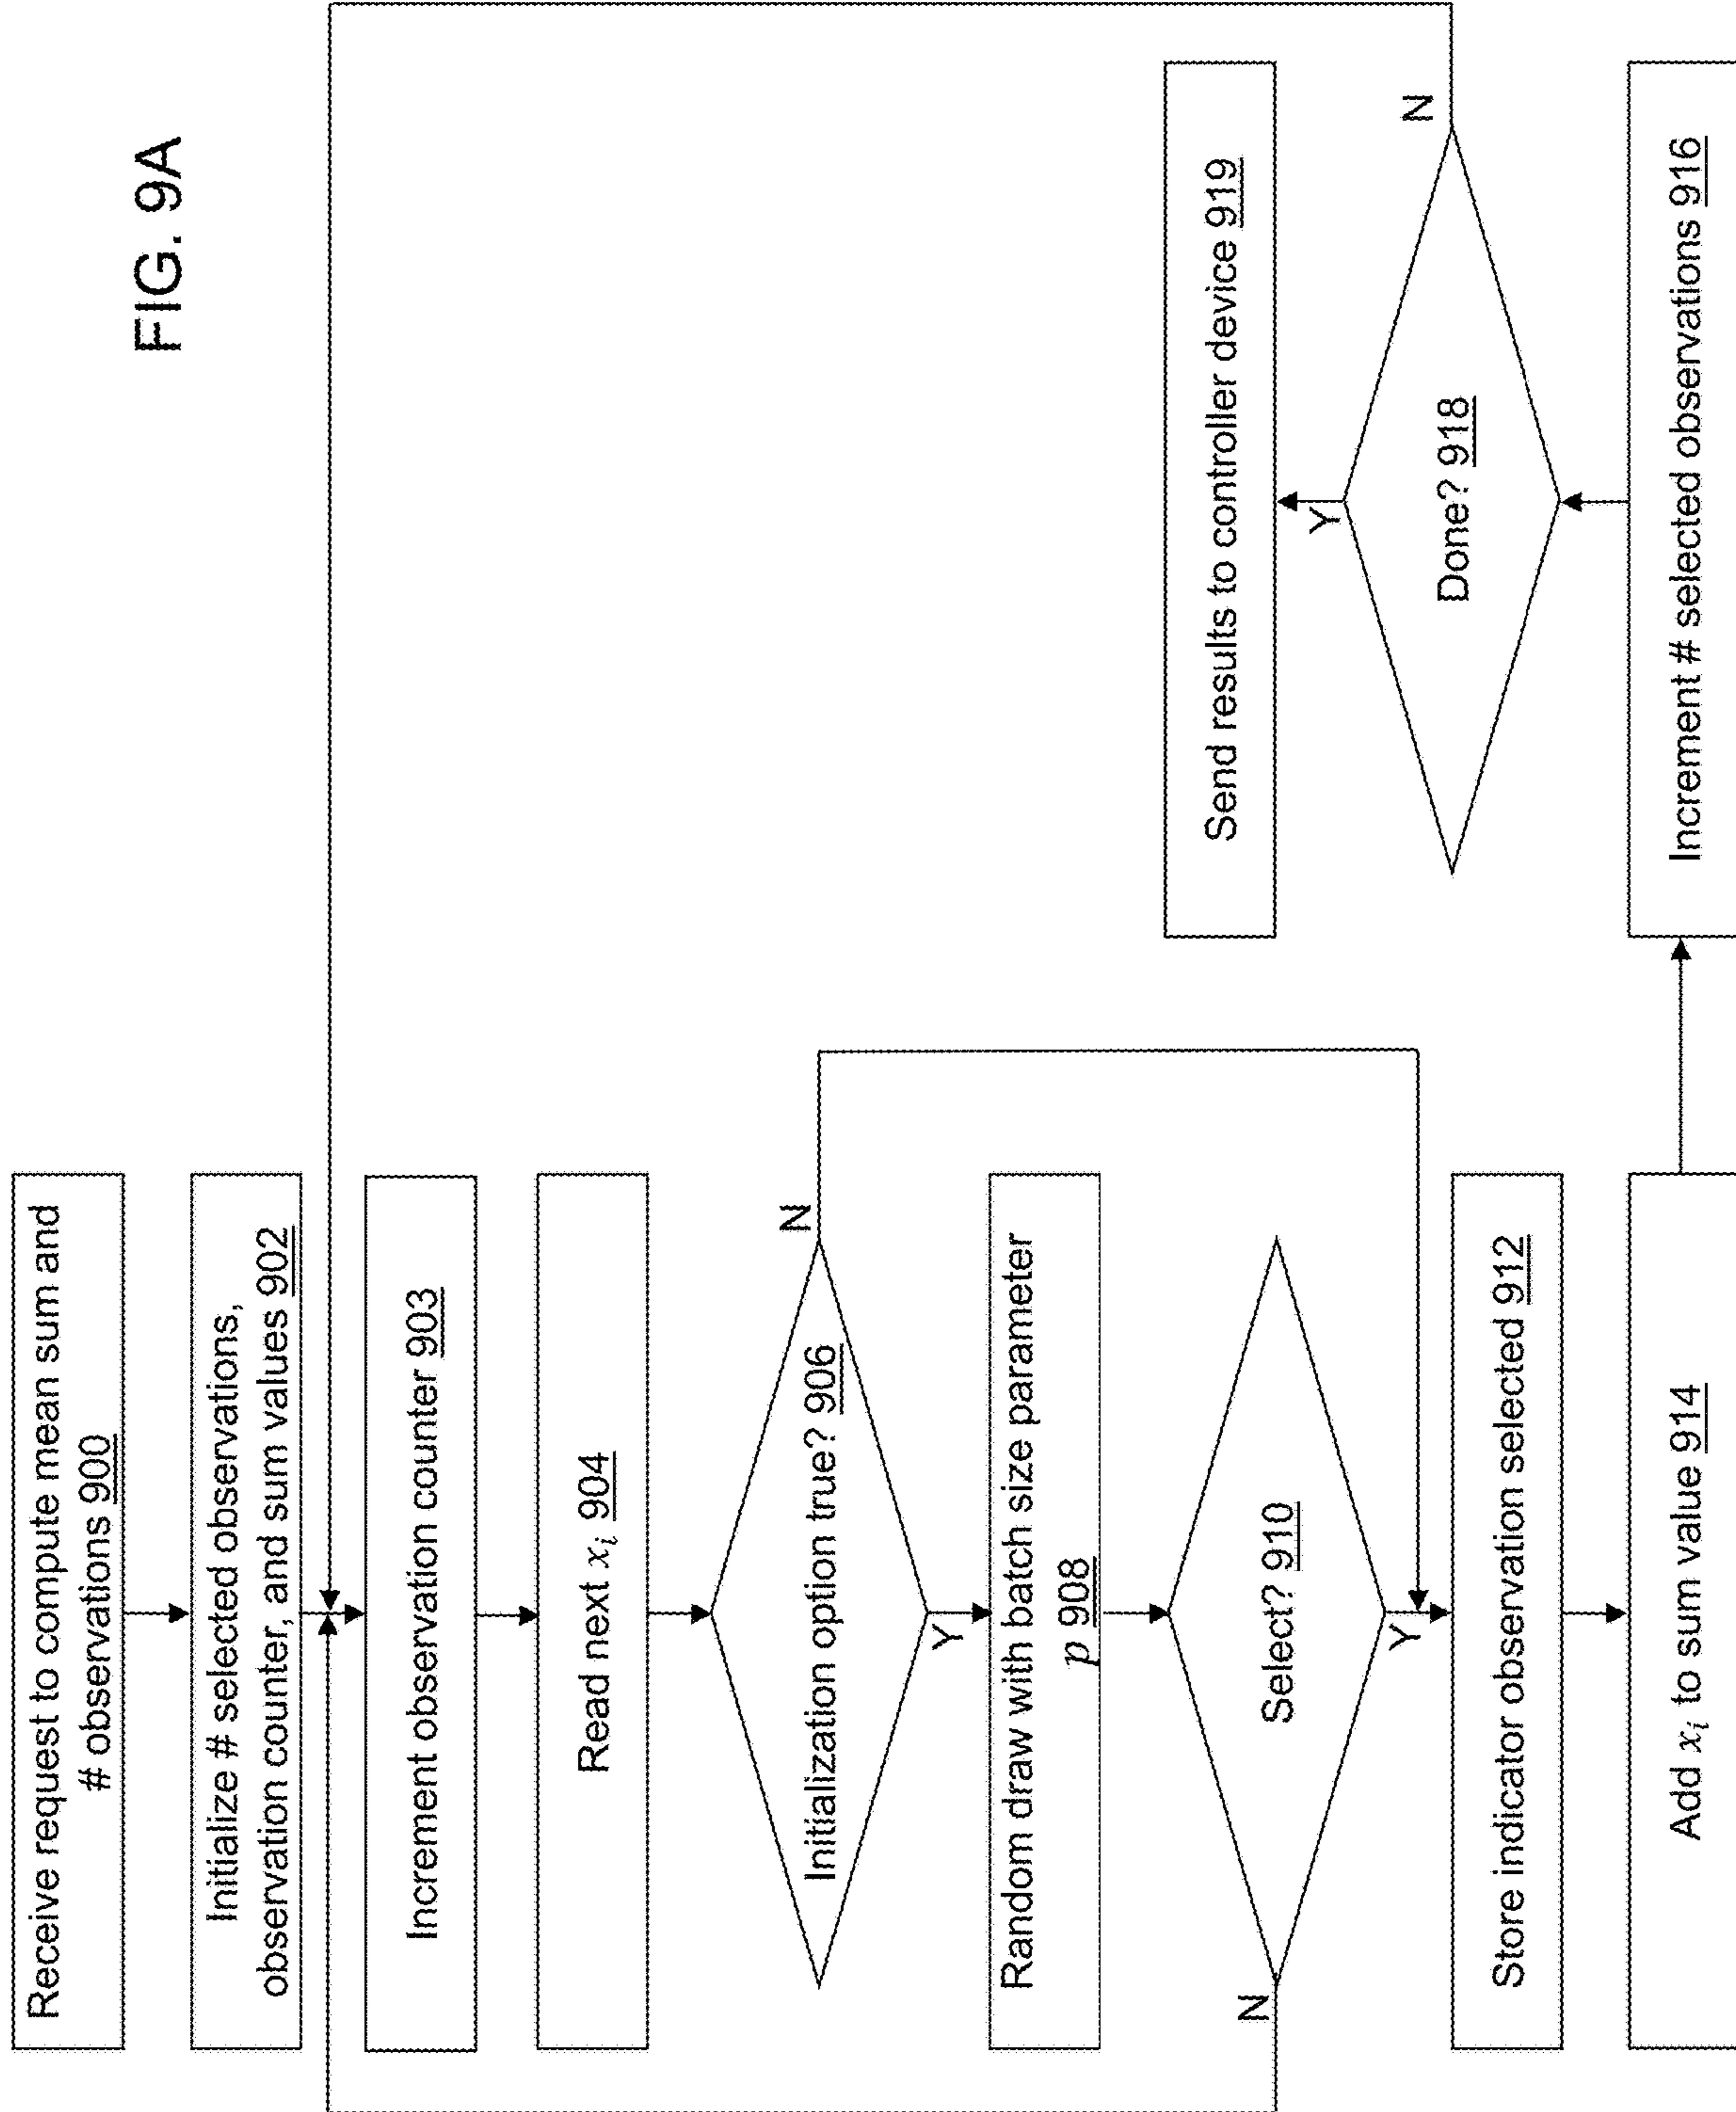 FIG. 9A
Receive request to compute mean sum and
# observations 900
Initialize # selected observations,
observation counter, and sum values 902
Increment observation counter 903
Read next xᵢ 904
Initialization option true? 906
N
Y
Random draw with batch size parameter
p 908
Select? 910
N
Y
Store indicator observation selected 912
Add xᵢ to sum value 914
Increment # selected observations 916
Done? 918
N
Y
Send results to controller device 919